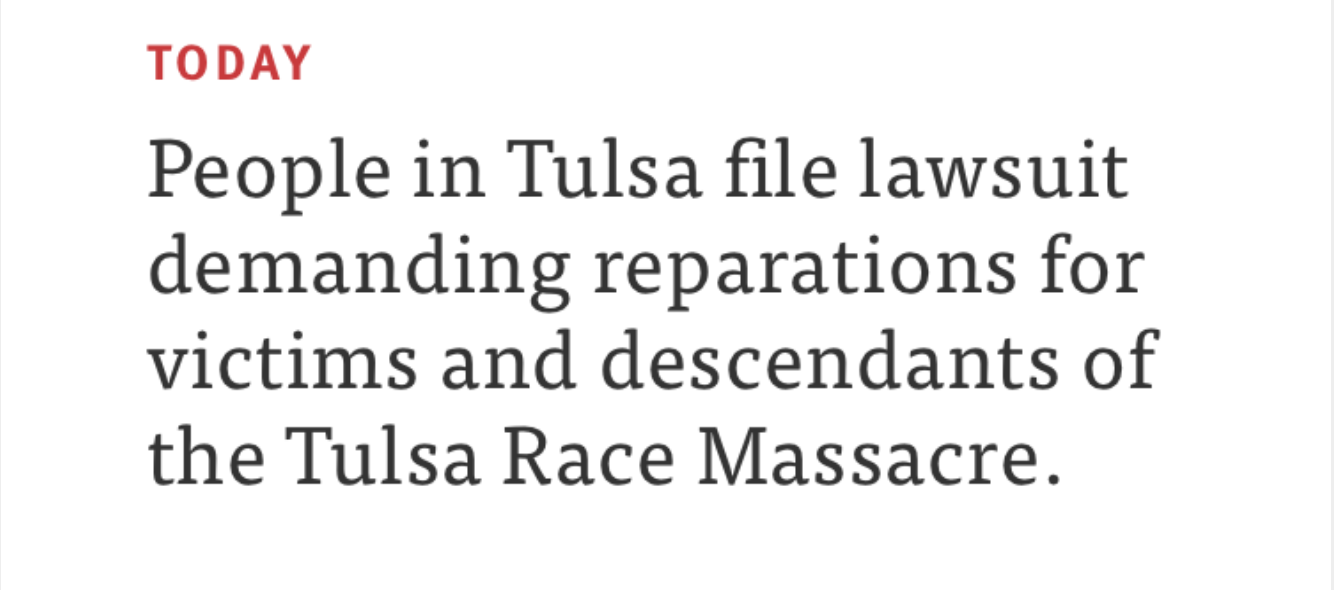 TODAY
People in Tulsa file lawsuit
demanding reparations for
victims and descendants of
the Tulsa Race Massacre.